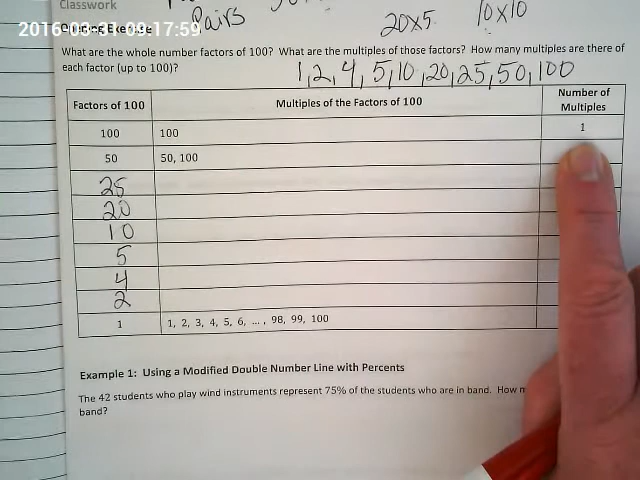 Classwork
Pairs
20x5
10x10
2016-03-31 09:17:59
Opening Exercise
What are the whole number factors of 100? What are the multiples of those factors? How many multiples are there of
each factor (up to 100)?
1, 2, 4, 5, 10, 20, 25, 50, 100
Factors of 100 Multiples of the Factors of 100 Number of Multiples
100 100 1
50 50, 100
25
20
10
5
4
2
1 1, 2, 3, 4, 5, 6, ... , 98, 99, 100
Example 1: Using a Modified Double Number Line with Percents
The 42 students who play wind instruments represent 75% of the students who are in band. How
band?